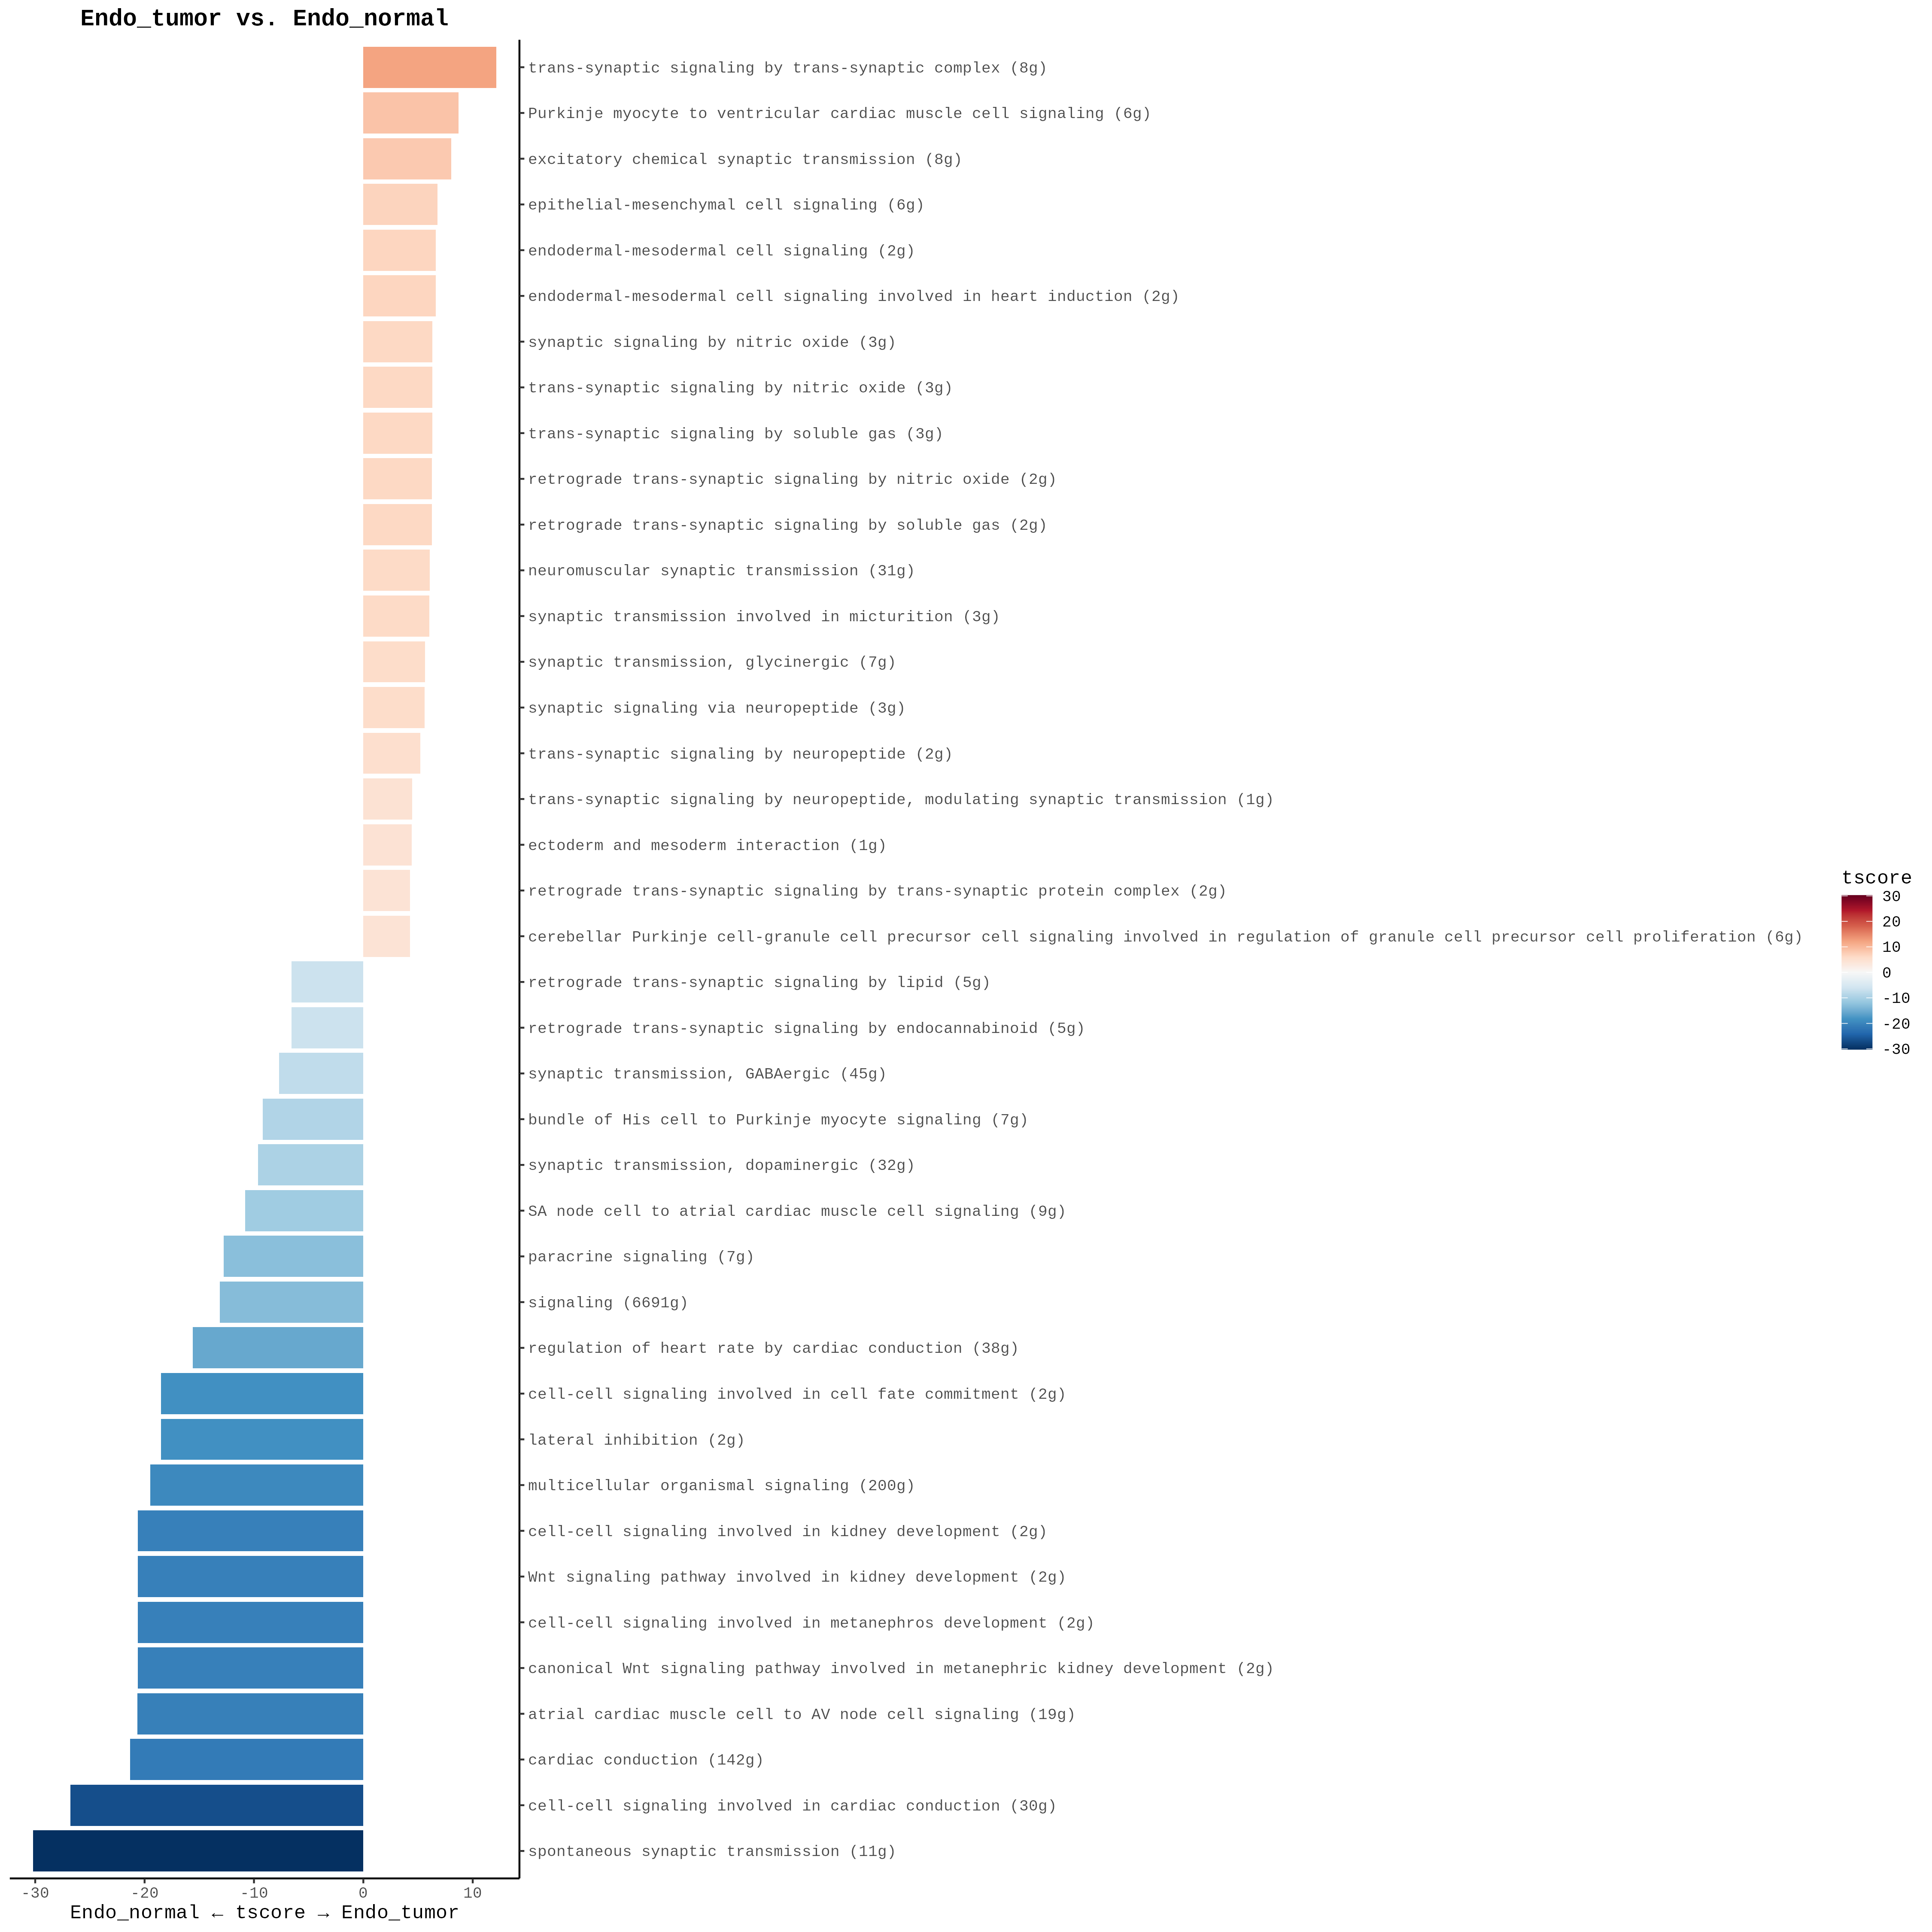 Endo_tumor vs. Endo_normal
trans-synaptic signaling by trans-synaptic complex (8g)
Purkinje myocyte to ventricular cardiac muscle cell signaling (6g)
excitatory chemical synaptic transmission (8g)
epithelial-mesenchymal cell signaling (6g)
endodermal-mesodermal cell signaling (2g)
endodermal-mesodermal cell signaling involved in heart induction (2g)
synaptic signaling by nitric oxide (3g)
trans-synaptic signaling by nitric oxide (3g)
trans-synaptic signaling by soluble gas (3g)
retrograde trans-synaptic signaling by nitric oxide (2g)
retrograde trans-synaptic signaling by soluble gas (2g)
neuromuscular synaptic transmission (31g)
synaptic transmission involved in micturition (3g)
synaptic transmission, glycinergic (7g)
synaptic signaling via neuropeptide (3g)
trans-synaptic signaling by neuropeptide (2g)
trans-synaptic signaling by neuropeptide, modulating synaptic transmission (1g)
ectoderm and mesoderm interaction (1g)
retrograde trans-synaptic signaling by trans-synaptic protein complex (2g)
cerebellar Purkinje cell-granule cell precursor cell signaling involved in regulation of granule cell precursor cell proliferation (6g)
retrograde trans-synaptic signaling by lipid (5g)
retrograde trans-synaptic signaling by endocannabinoid (5g)
synaptic transmission, GABAergic (45g)
bundle of His cell to Purkinje myocyte signaling (7g)
synaptic transmission, dopaminergic (32g)
SA node cell to atrial cardiac muscle cell signaling (9g)
paracrine signaling (7g)
signaling (6691g)
regulation of heart rate by cardiac conduction (38g)
cell-cell signaling involved in cell fate commitment (2g)
lateral inhibition (2g)
multicellular organismal signaling (200g)
cell-cell signaling involved in kidney development (2g)
Wnt signaling pathway involved in kidney development (2g)
cell-cell signaling involved in metanephros development (2g)
canonical Wnt signaling pathway involved in metanephric kidney development (2g)
atrial cardiac muscle cell to AV node cell signaling (19g)
cardiac conduction (142g)
cell-cell signaling involved in cardiac conduction (30g)
spontaneous synaptic transmission (11g)
-30 -20 -10 0 10
Endo_normal ← tscore → Endo_tumor
tscore
30
20
10
0
-10
-20
-30